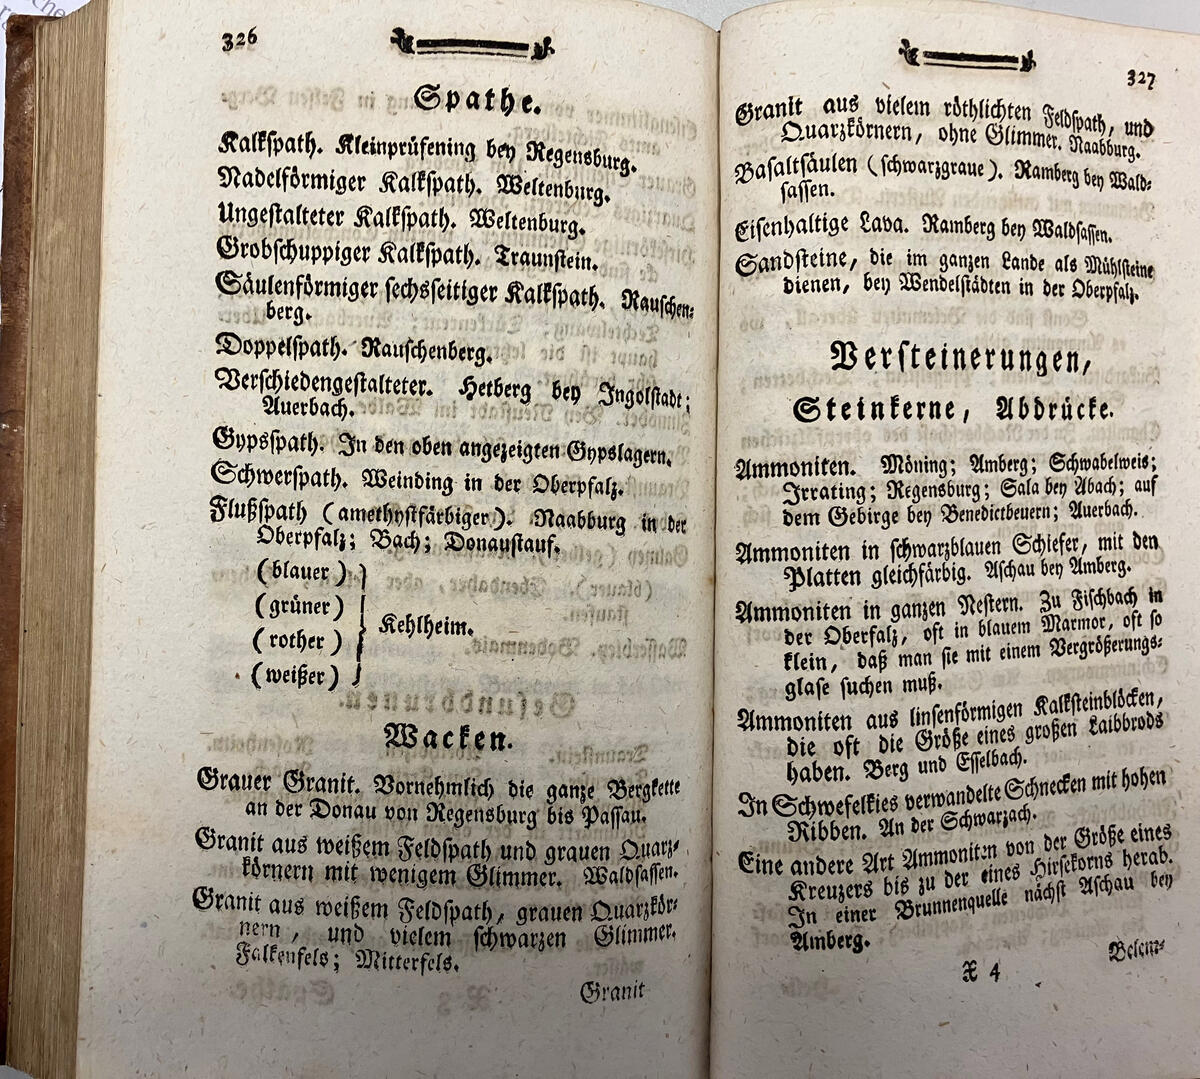 326
Spathe.
Kalkspath. Kleinprüfening bey Regensburg.
Nadelförmiger Kalkspath. Weltenburg.
Ungestalteter Kalkspath. Weltenburg.
Grobschuppiger Kalkspath. Traunstein.
Säulenförmiger sechsseitiger Kalkspath. Rauschen-
berg.
Doppelspath. Rauschenberg.
Verschiedengestalteter. Hetberg bey Ingolstadt;
Auerbach.
Gypsspath. In den oben angezeigten Gypslagern.
Schwerspath. Weinding in der Oberpfalz.
Flußspath (amethystfärbiger). Naabburg in der
Oberpfalz; Bach; Donaustauf.
(blauer)
(grüner)
Kehlheim.
(rother)
(weißer)
Wacken.
Grauer Granit. Vornehmlich die ganze Bergkette
an der Donau von Regensburg bis Passau.
Granit aus weißem Feldspath und grauen Quarz-
körnern mit wenigem Glimmer. Waldsassen.
Granit aus weißem Feldspath, grauen Quarzkör-
nern, und vielem schwarzen Glimmer.
Falkenfels; Mitterfels.
Granit
327
Granit aus vielem röthlichten Feldspath, und
Quarzkörnern, ohne Glimmer. Naabburg.
Basaltsäulen (schwarzgraue). Ramberg bey Wald-
sassen.
Eisenhaltige Lava. Ramberg bey Waldsassen.
Sandsteine, die im ganzen Lande als Mühlsteine
dienen, bey Wendelstädten in der Oberpfalz.
Versteinerungen,
Steinkerne, Abdrücke.
Ammoniten. Möning; Amberg; Schwabelweis;
Irrating; Regensburg; Sala bey Abach; auf
dem Gebirge bey Benedictbeuern; Auerbach.
Ammoniten in schwarzblauen Schiefer, mit den
Platten gleichfärbig. Aschau bey Amberg.
Ammoniten in ganzen Nestern. Zu Fischbach in
der Oberfalz, oft in blauem Marmor, oft so
klein, daß man sie mit einem Vergrößerungs-
glase suchen muß.
Ammoniten aus linsenförmigen Kalksteinblöcken,
die oft die Größe eines großen Laibbrods
haben. Berg und Esselbach.
In Schwefelkies verwandelte Schnecken mit hohen
Ribben. An der Schwarzach.
Eine andere Art Ammoniten von der Größe eines
Kreuzers bis zu der eines Hirsekorns herab.
In einer Brunnenquelle nächst Aschau bey
Amberg.
X 4
Belem-